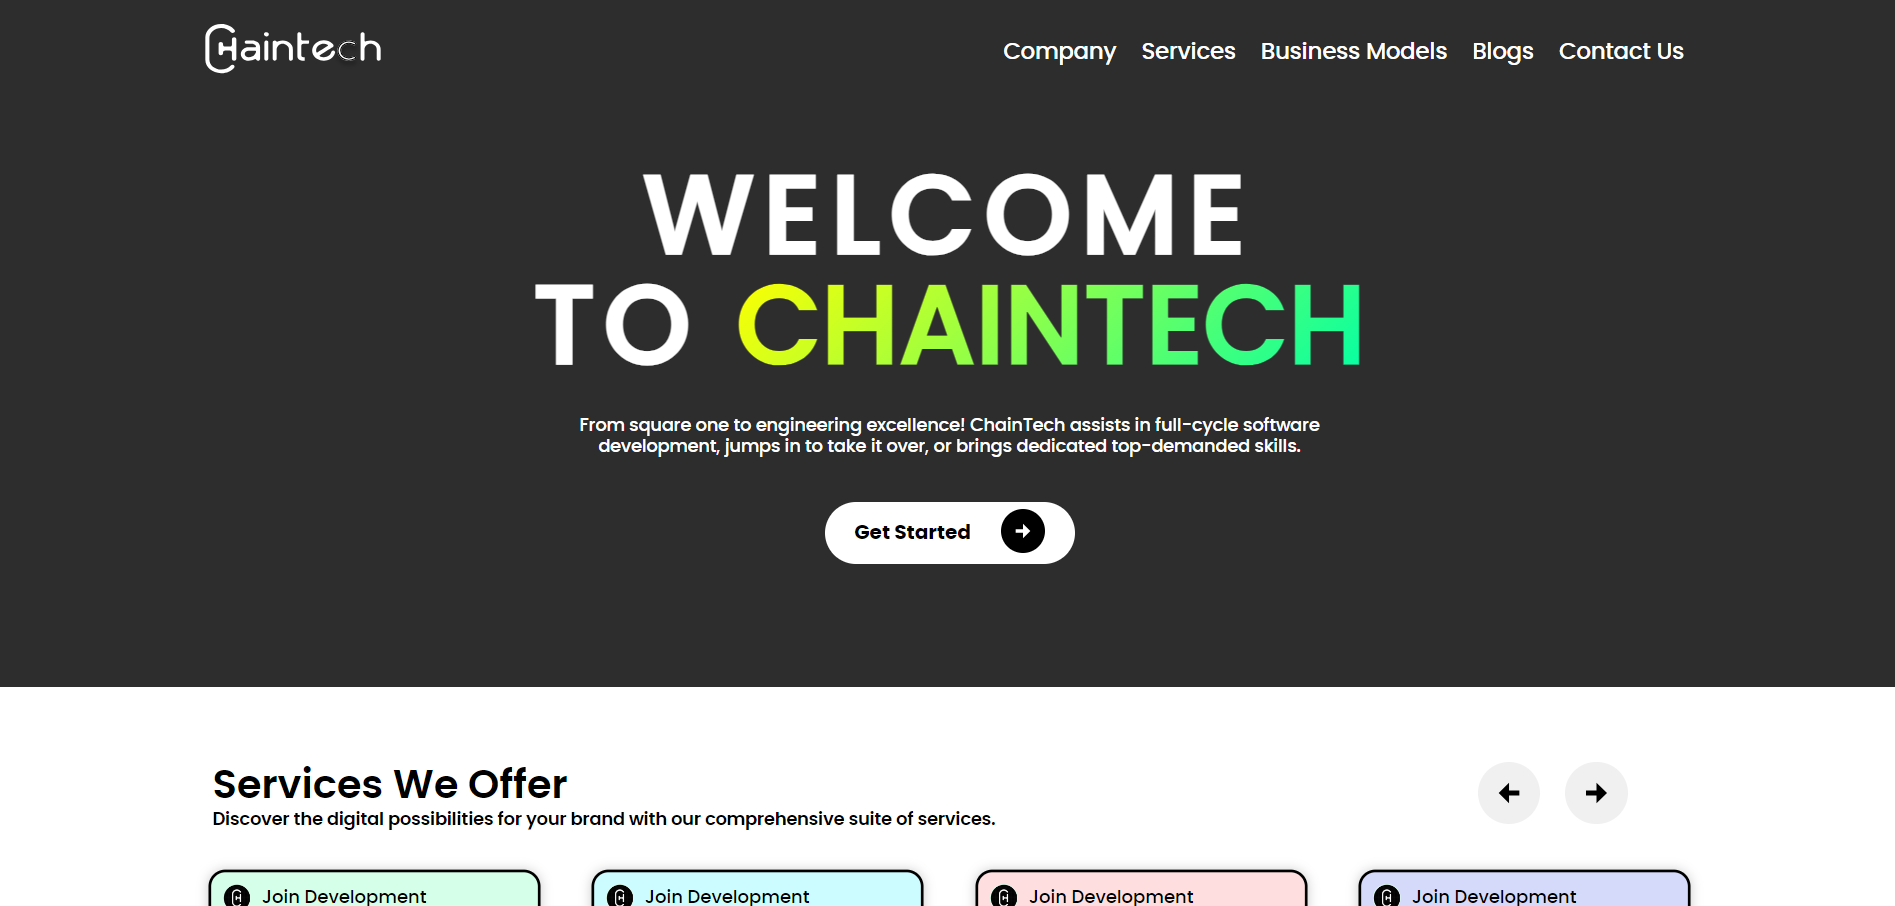 Chaintech
Company Services Business Models Blogs Contact Us
WELCOME
TO CHAINTECH
From square one to engineering excellence! ChainTech assists in full-cycle software
development, jumps in to take it over, or brings dedicated top-demanded skills.
Get Started
Services We Offer
Discover the digital possibilities for your brand with our comprehensive suite of services.
Join Development
Join Development
Join Development
Join Development